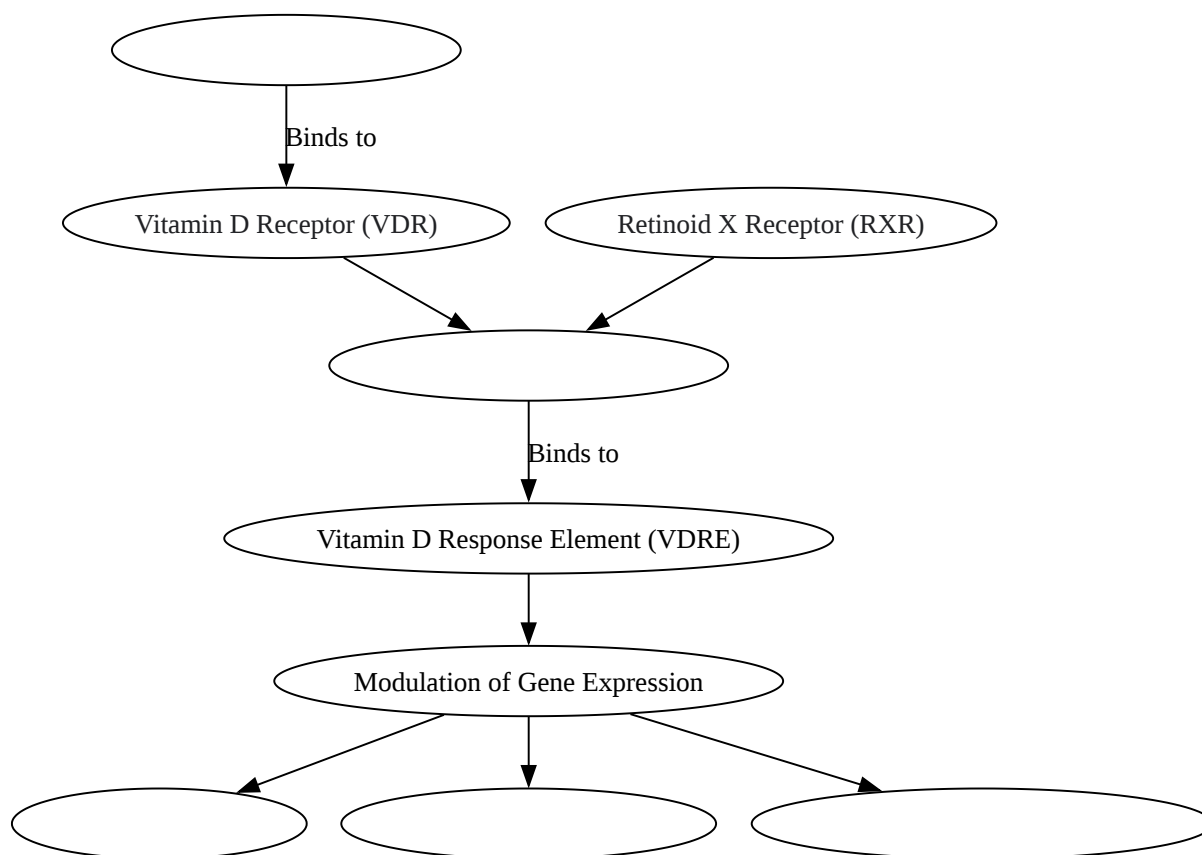 Binds to
Vitamin D Receptor (VDR)
Retinoid X Receptor (RXR)
Binds to
Vitamin D Response Element (VDRE)
Modulation of Gene Expression